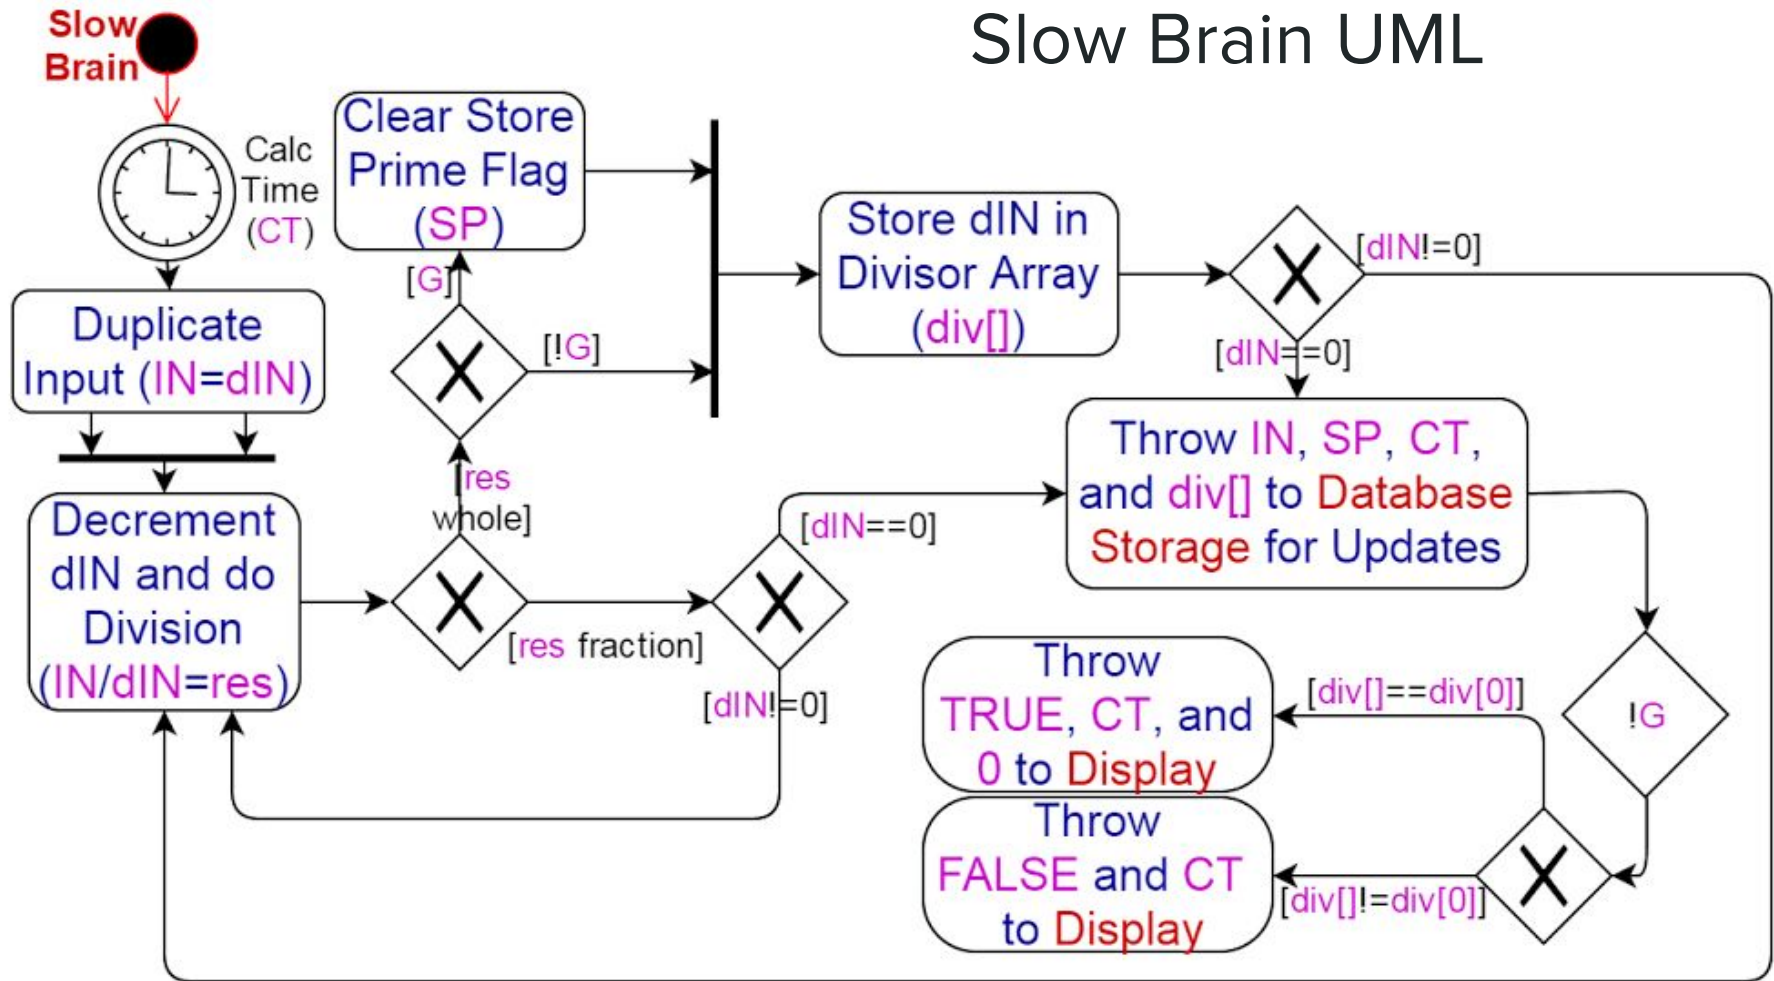 Slow Brain UML
Slow
Brain
Calc
Time
(CT)
Duplicate
Input (IN=dIN)
Decrement
dIN and do
Division
(IN/dIN=res)
Clear Store
Prime Flag
(SP)
[G]
[!G]
[res
whole]
[res fraction]
[dIN==0]
[dIN!=0]
Store dIN in
Divisor Array
(div[])
[dIN!=0]
[dIN==0]
Throw IN, SP, CT,
and div[] to Database
Storage for Updates
!G
[div[]==div[0]]
Throw
TRUE, CT, and
0 to Display
[div[]!=div[0]]
Throw
FALSE and CT
to Display